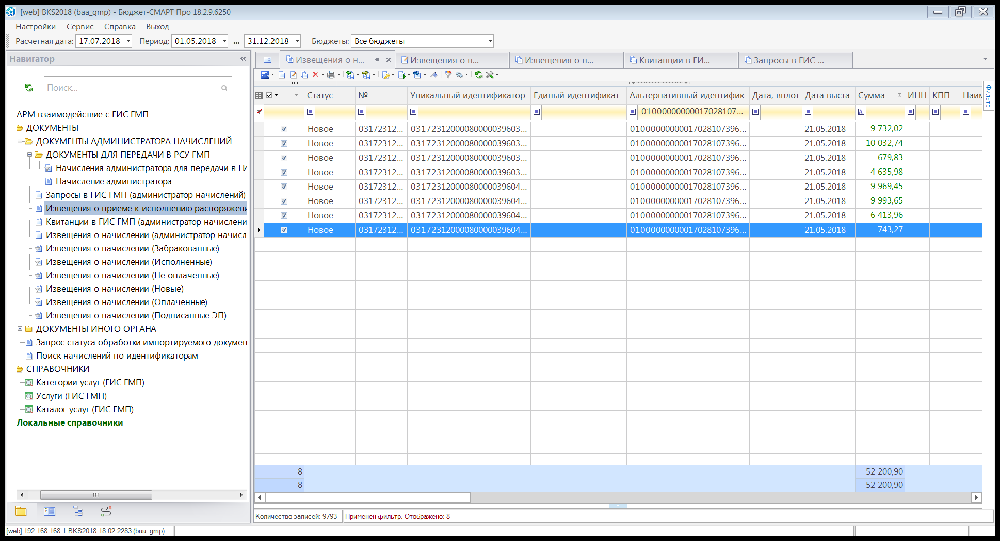 [web] BKS2018 (baa_gmp) - Бюджет-СМАРТ Про 18.2.9.6250
Настройки Сервис Справка Выход
Расчетная дата: 17.07.2018 Период: 01.05.2018 ... 31.12.2018 Бюджеты: Все бюджеты
Навигатор
Поиск...
АРМ взаимодействие с ГИС ГМП
ДОКУМЕНТЫ
ДОКУМЕНТЫ АДМИНИСТРАТОРА НАЧИСЛЕНИЙ
ДОКУМЕНТЫ ДЛЯ ПЕРЕДАЧИ В РСУ ГМП
Начисления администратора для передачи в ГИ
Начисление администратора
Запросы в ГИС ГМП (администратор начислений)
Извещения о приеме к исполнению распоряжени
Квитанции в ГИС ГМП (администратор начислени
Извещения о начислении (администратор начисл
Извещения о начислении (Забракованные)
Извещения о начислении (Исполненные)
Извещения о начислении (Не оплаченные)
Извещения о начислении (Новые)
Извещения о начислении (Оплаченные)
Извещения о начислении (Подписанные ЭП)
ДОКУМЕНТЫ ИНОГО ОРГАНА
Запрос статуса обработки импортируемого докумен
Поиск начислений по идентификаторам
СПРАВОЧНИКИ
Категории услуг (ГИС ГМП)
Услуги (ГИС ГМП)
Каталог услуг (ГИС ГМП)
Локальные справочники
Извещения о н... Извещения о н... Извещения о п... Квитанции в ГИ... Запросы в ГИС ...
РСУ ГМП
Статус № Уникальный идентификатор Единый идентификат Альтернативный идентифик Дата, вплот Дата выста Сумма Σ ИНН КПП Наим
Фильтр
01000000000017028107... A
Новое 03172312... 03172312000080000039603... 01000000000017028107396... 21.05.2018 9 732,02
Новое 03172312... 03172312000080000039603... 01000000000017028107396... 21.05.2018 10 032,74
Новое 03172312... 03172312000080000039603... 01000000000017028107396... 21.05.2018 679,83
Новое 03172312... 03172312000080000039603... 01000000000017028107396... 21.05.2018 4 635,98
Новое 03172312... 03172312000080000039604... 01000000000017028107396... 21.05.2018 9 969,45
Новое 03172312... 03172312000080000039604... 01000000000017028107396... 21.05.2018 9 993,65
Новое 03172312... 03172312000080000039604... 01000000000017028107396... 21.05.2018 6 413,96
Новое 03172312... 03172312000080000039604... 01000000000017028107396... 21.05.2018 743,27
8 52 200,90
8 52 200,90
Количество записей: 9793 Применен фильтр. Отображено: 8
[web] 192.168.168.1.BKS2018 18.02.2283 (baa_gmp)